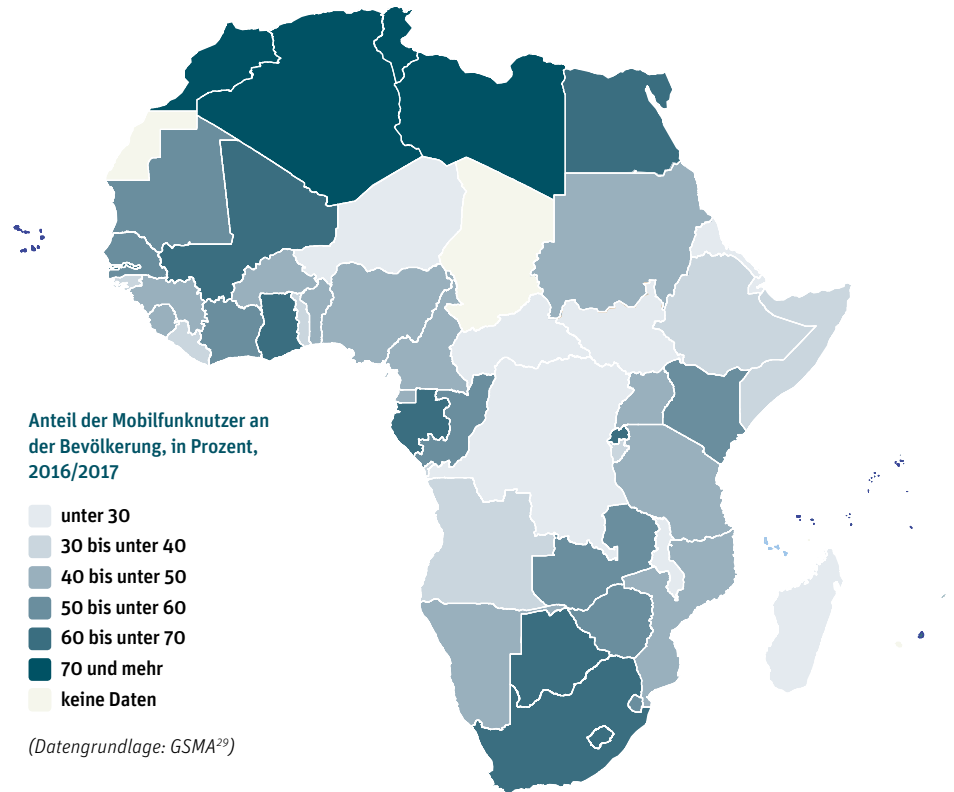 Anteil der Mobilfunknutzer an
der Bevölkerung, in Prozent,
2016/2017
unter 30
30 bis unter 40
40 bis unter 50
50 bis unter 60
60 bis unter 70
70 und mehr
keine Daten
(Datengrundlage: GSMA²⁹)